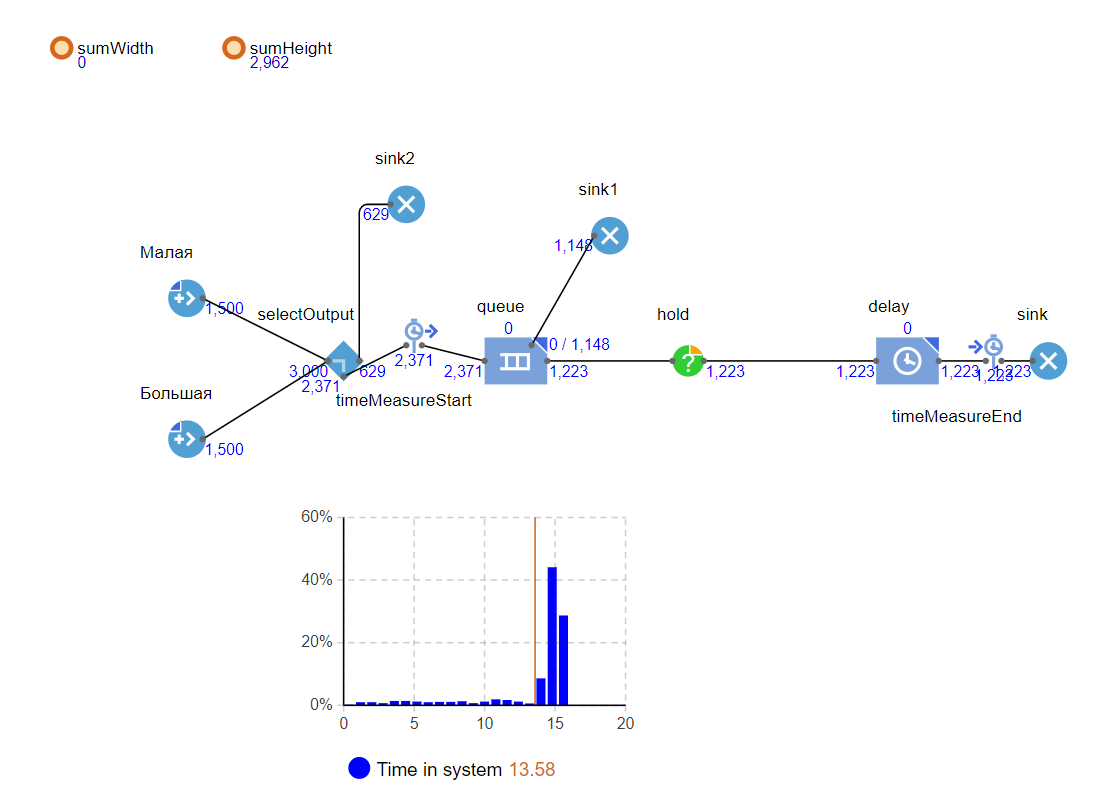 sumWidth
0
sumHeight
2,962
sink2
629
sink1
1,148
Малая
1,500
selectOutput
3,000
629
2,371
2,371
timeMeasureStart
queue
0
0 / 1,148
2,371
1,223
hold
1,223
delay
0
1,223
1,223
1,223
1,223
sink
timeMeasureEnd
Большая
1,500
60%
40%
20%
0%
0
5
10
15
20
Time in system 13.58